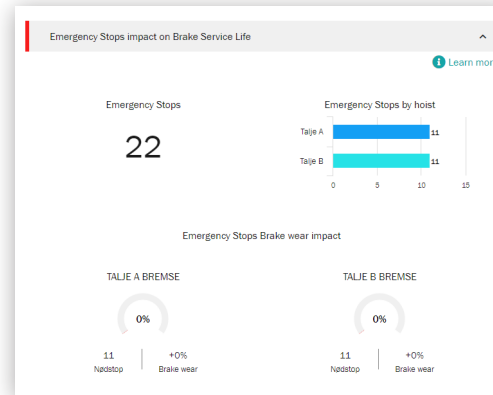 Emergency Stops impact on Brake Service Life
Learn mor
Emergency Stops
22
Emergency Stops by hoist
Talje A
11
Talje B
11
0 5 10 15
Emergency Stops Brake wear impact
TALJE A BREMSE
0%
11 +0%
Nødstop Brake wear
TALJE B BREMSE
0%
11 +0%
Nødstop Brake wear